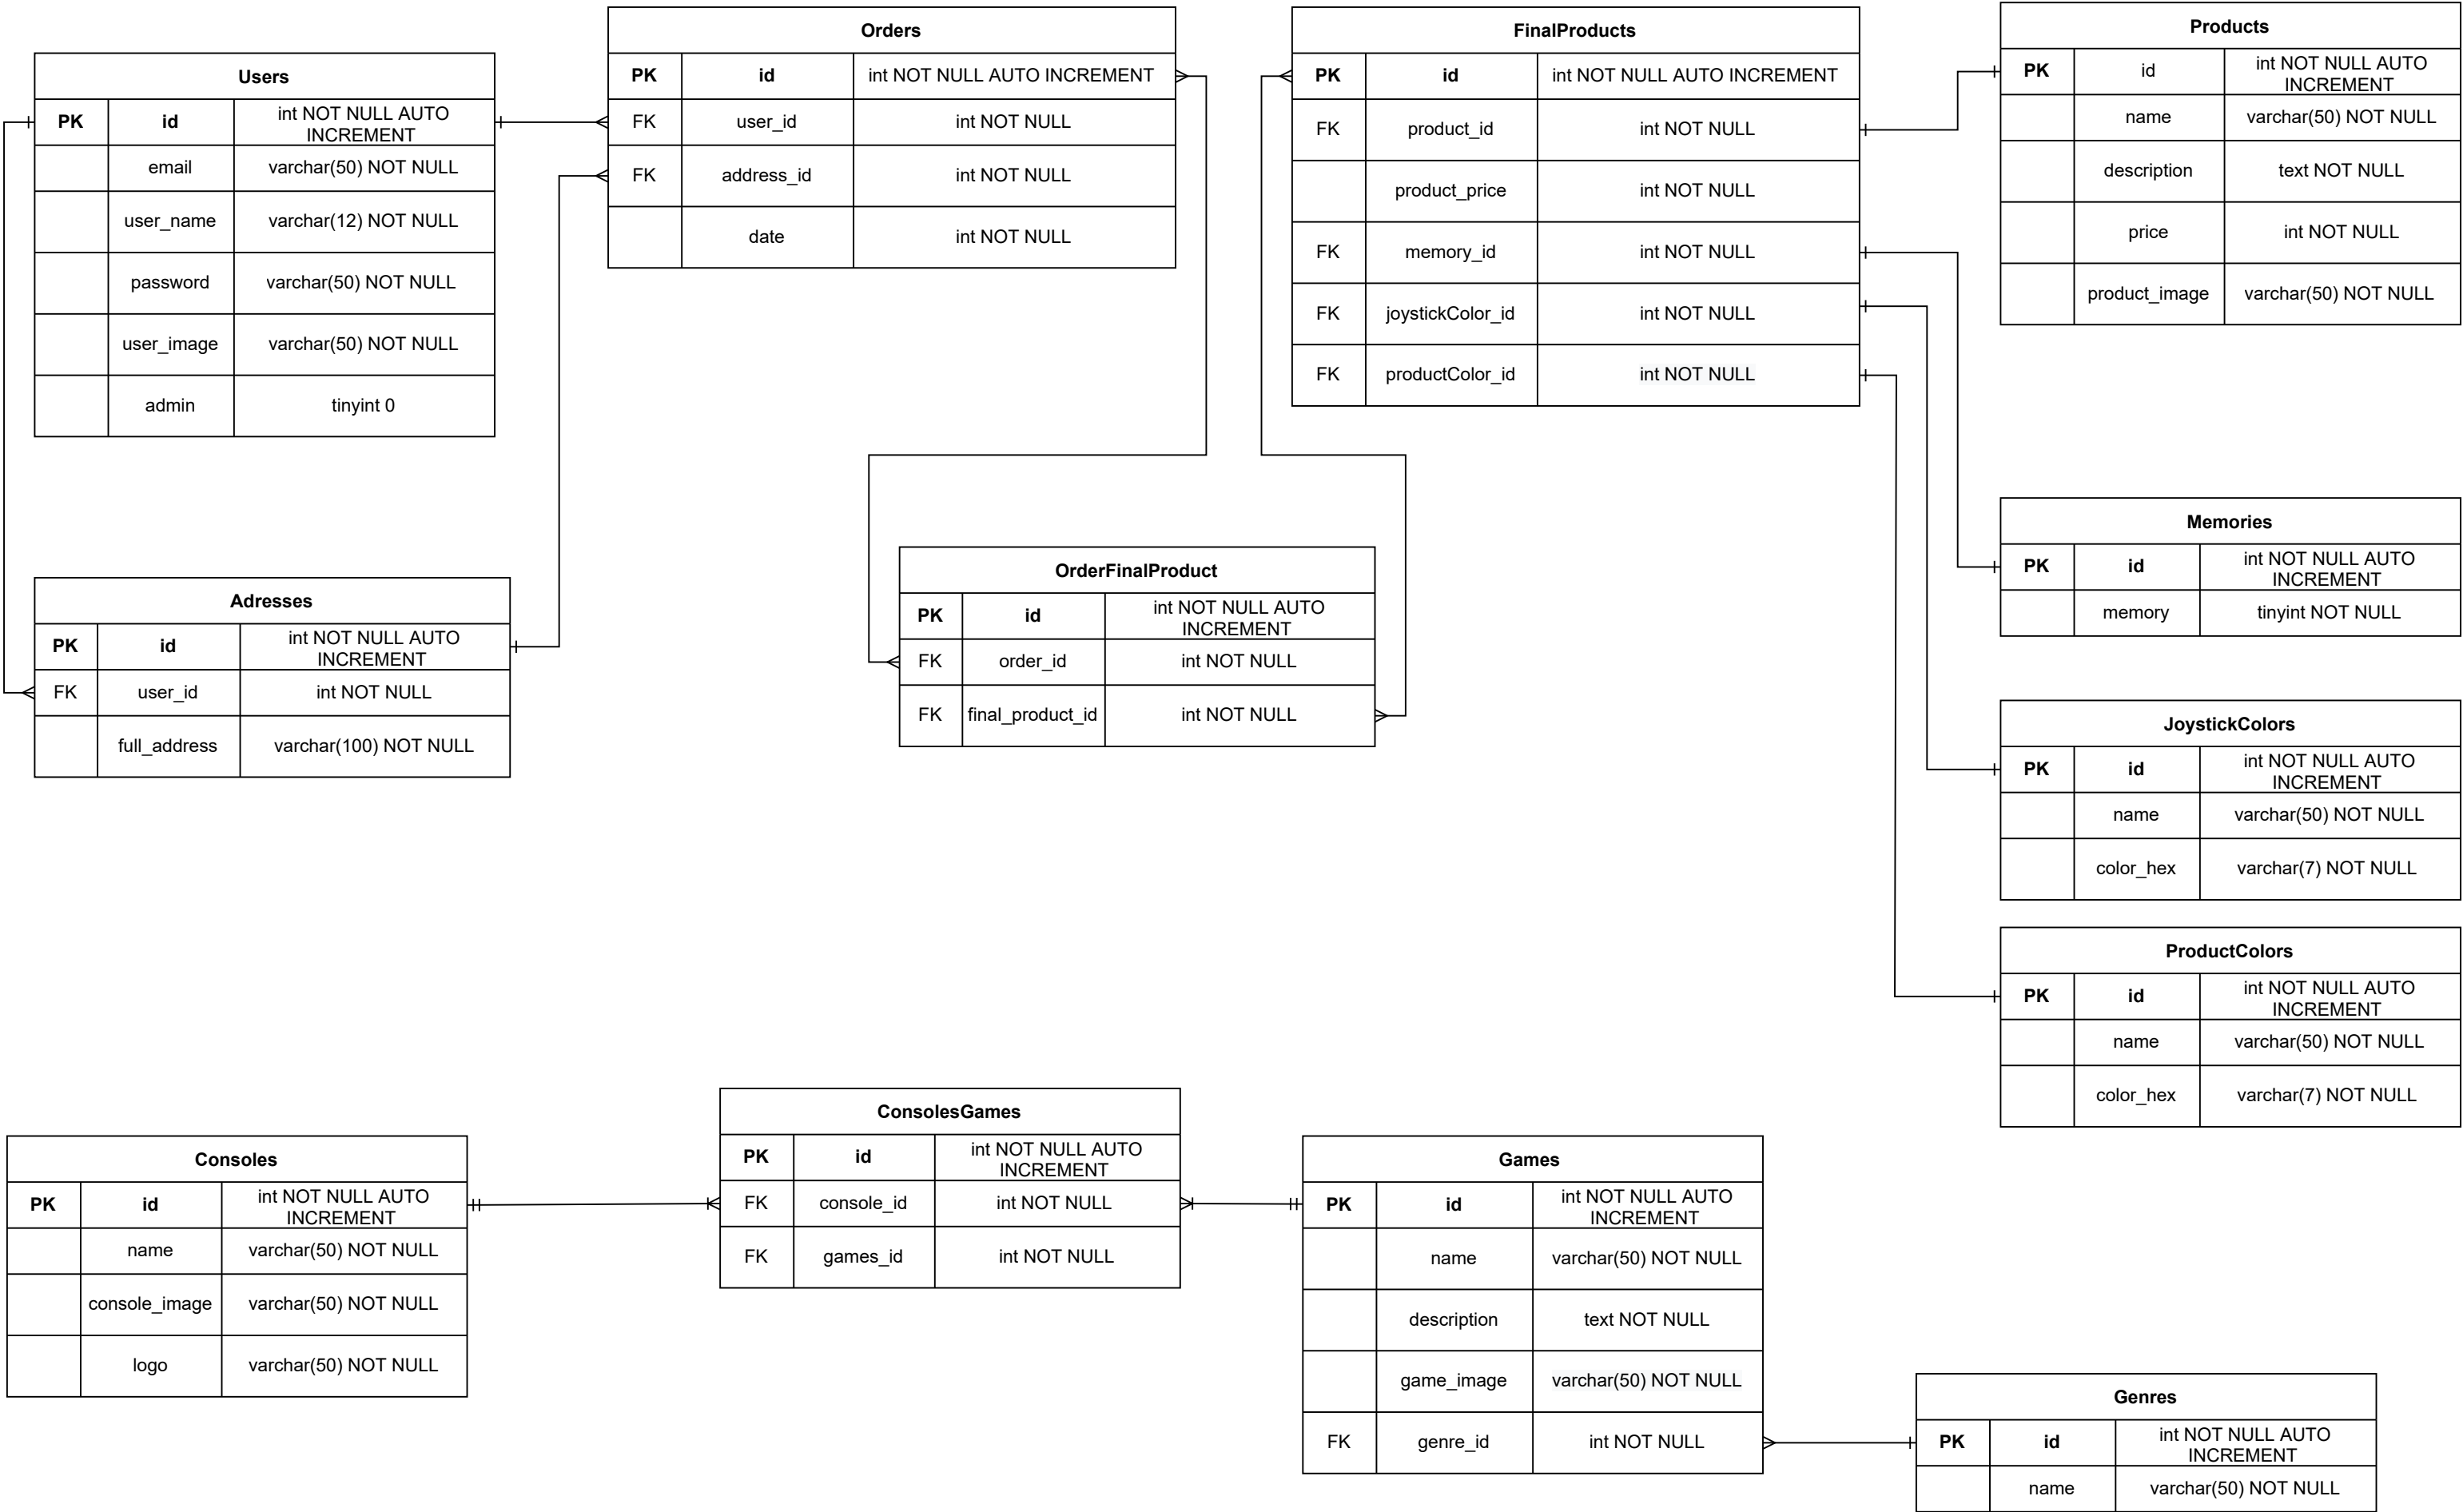 Users
PK id int NOT NULL AUTO
INCREMENT
email varchar(50) NOT NULL
user_name varchar(12) NOT NULL
password varchar(50) NOT NULL
user_image varchar(50) NOT NULL
admin tinyint 0
Orders
PK id int NOT NULL AUTO INCREMENT
FK user_id int NOT NULL
FK address_id int NOT NULL
date int NOT NULL
FinalProducts
PK id int NOT NULL AUTO INCREMENT
FK product_id int NOT NULL
product_price int NOT NULL
FK memory_id int NOT NULL
FK joystickColor_id int NOT NULL
FK productColor_id int NOT NULL
Products
PK id int NOT NULL AUTO
INCREMENT
name varchar(50) NOT NULL
description text NOT NULL
price int NOT NULL
product_image varchar(50) NOT NULL
Adresses
PK id int NOT NULL AUTO
INCREMENT
FK user_id int NOT NULL
full_address varchar(100) NOT NULL
OrderFinalProduct
PK id int NOT NULL AUTO
INCREMENT
FK order_id int NOT NULL
FK final_product_id int NOT NULL
Memories
PK id int NOT NULL AUTO
INCREMENT
memory tinyint NOT NULL
JoystickColors
PK id int NOT NULL AUTO
INCREMENT
name varchar(50) NOT NULL
color_hex varchar(7) NOT NULL
ProductColors
PK id int NOT NULL AUTO
INCREMENT
name varchar(50) NOT NULL
color_hex varchar(7) NOT NULL
Consoles
PK id int NOT NULL AUTO
INCREMENT
name varchar(50) NOT NULL
console_image varchar(50) NOT NULL
logo varchar(50) NOT NULL
ConsolesGames
PK id int NOT NULL AUTO
INCREMENT
FK console_id int NOT NULL
FK games_id int NOT NULL
Games
PK id int NOT NULL AUTO
INCREMENT
name varchar(50) NOT NULL
description text NOT NULL
game_image varchar(50) NOT NULL
FK genre_id int NOT NULL
Genres
PK id int NOT NULL AUTO
INCREMENT
name varchar(50) NOT NULL